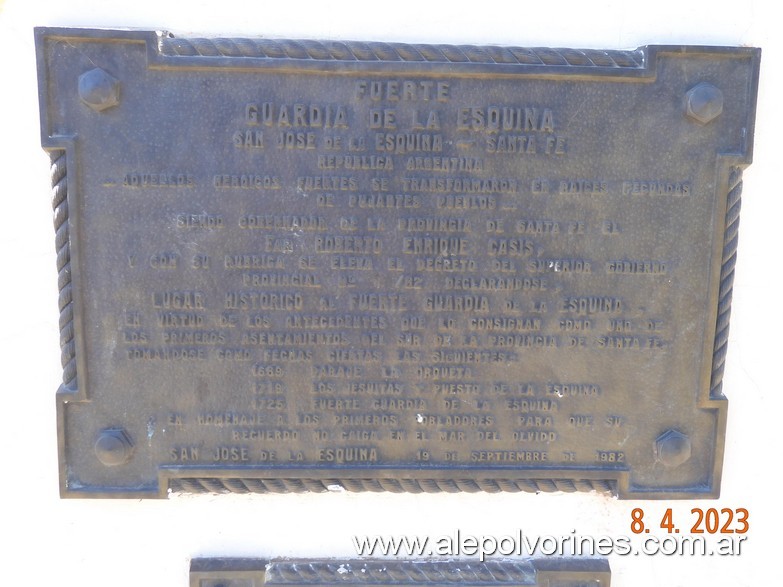 FUERTE
GUARDIA DE LA ESQUINA
SAN JOSE DE LA ESQUINA - SANTA FE
REPUBLICA ARGENTINA
AQUELLOS HEROICOS FUERTES SE TRANSFORMARON EN RAICES FECUNDAS
DE PUJANTES PUEBLOS
SIENDO GOBERNADOR DE LA PROVINCIA DE SANTA FE EL
ROBERTO ENRIQUE CASIS
Y CON SU RUBRICA SE ELEVA EL DECRETO DEL SUPERIOR GOBIERNO
PROVINCIAL DECLARANDOSE
LUGAR HISTORICO AL FUERTE GUARDIA DE LA ESQUINA
EN VIRTUD DE LOS ANTECEDENTES QUE LO CONSIGNAN COMO UNO DE
LOS PRIMEROS ASENTAMIENTOS DEL SUR DE LA PROVINCIA DE SANTA FE
TOMANDOSE COMO FECHAS CIERTAS LAS SIGUIENTES
LA ORQUETA
LOS JESUITAS Y PUESTO DE LA ESQUINA
FUERTE GUARDIA DE LA ESQUINA
EN HOMENAJE A LOS PRIMEROS POBLADORES PARA QUE SU
RECUERDO NO CAIGA EN EL MAR DEL OLVIDO
SAN JOSE DE LA ESQUINA 19 DE SEPTIEMBRE DE 1982
8. 4. 2023
www.alepolvorines.com.ar